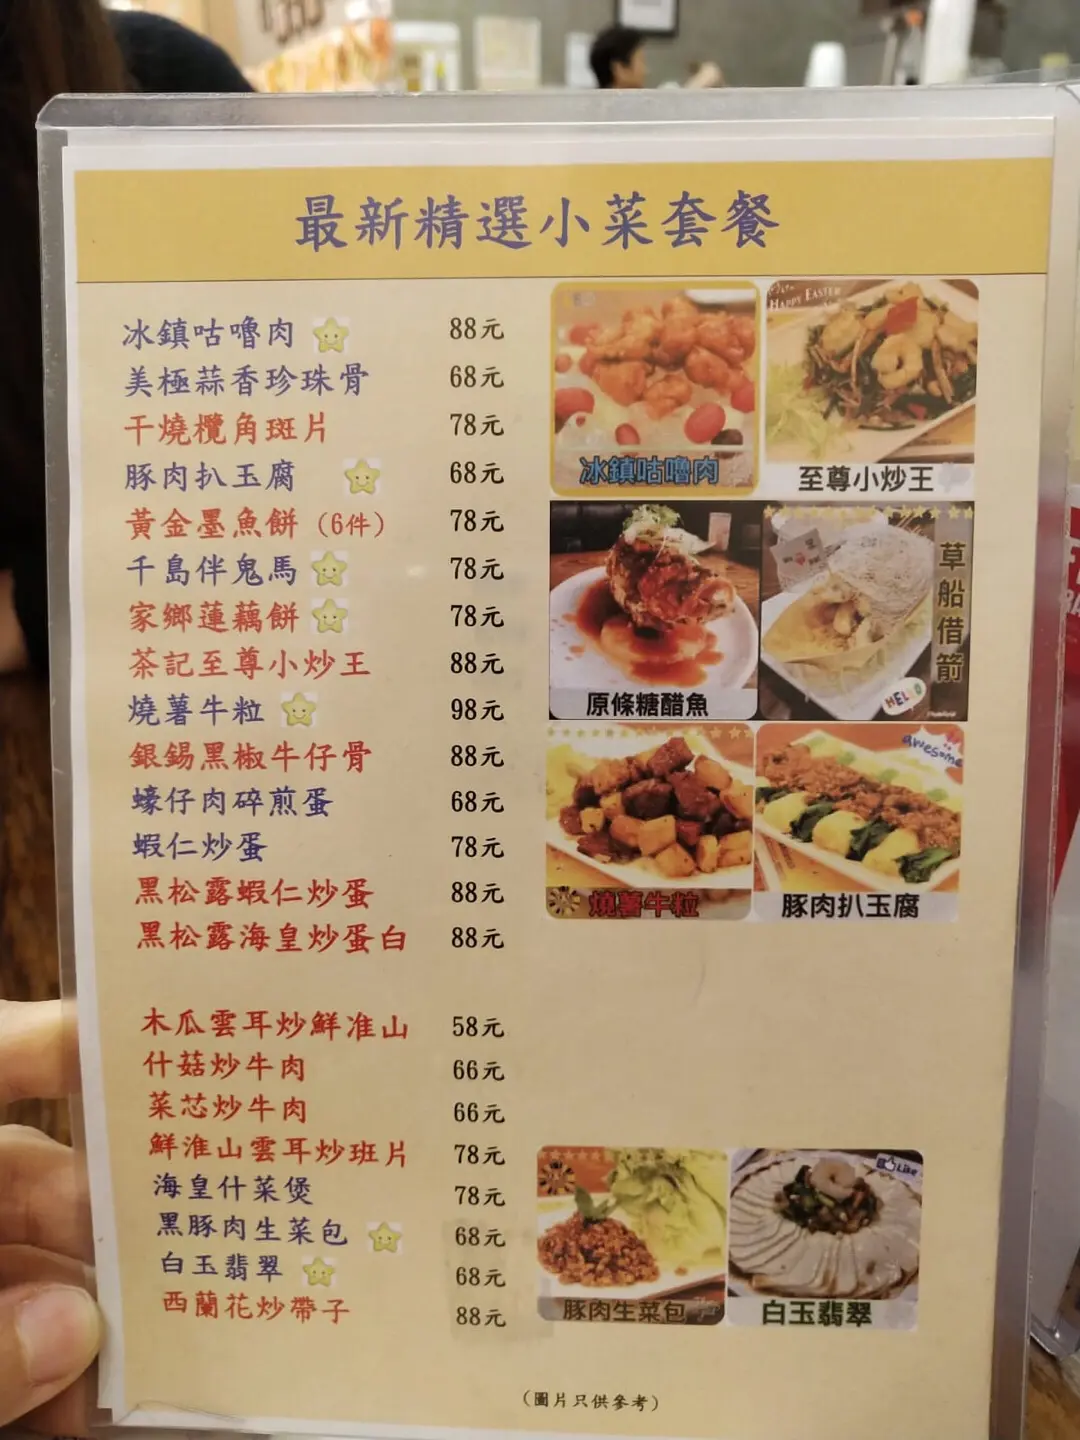 最新精選小菜套餐
冰鎮咕嚕肉 88元
美極蒜香珍珠骨 68元
干燒欖角斑片 78元
豚肉扒玉腐 68元
黃金墨魚餅（6件） 78元
千島伴鬼馬 78元
家鄉蓮藕餅 78元
茶記至尊小炒王 88元
燒薯牛粒 98元
銀錫黑椒牛仔骨 88元
蠔仔肉碎煎蛋 68元
蝦仁炒蛋 78元
黑松露蝦仁炒蛋 88元
黑松露海皇炒蛋白 88元
木瓜雲耳炒鮮准山 58元
什菇炒牛肉 66元
菜芯炒牛肉 66元
鮮淮山雲耳炒班片 78元
海皇什菜煲 78元
黑豚肉生菜包 68元
白玉翡翠 68元
西蘭花炒帶子 88元
冰鎮咕嚕肉
HAPPY EASTER
至尊小炒王
原條糖醋魚
草船借箭
HELLO
燒薯牛粒
awesome
豚肉扒玉腐
豚肉生菜包
Like
白玉翡翠
（圖片只供參考）